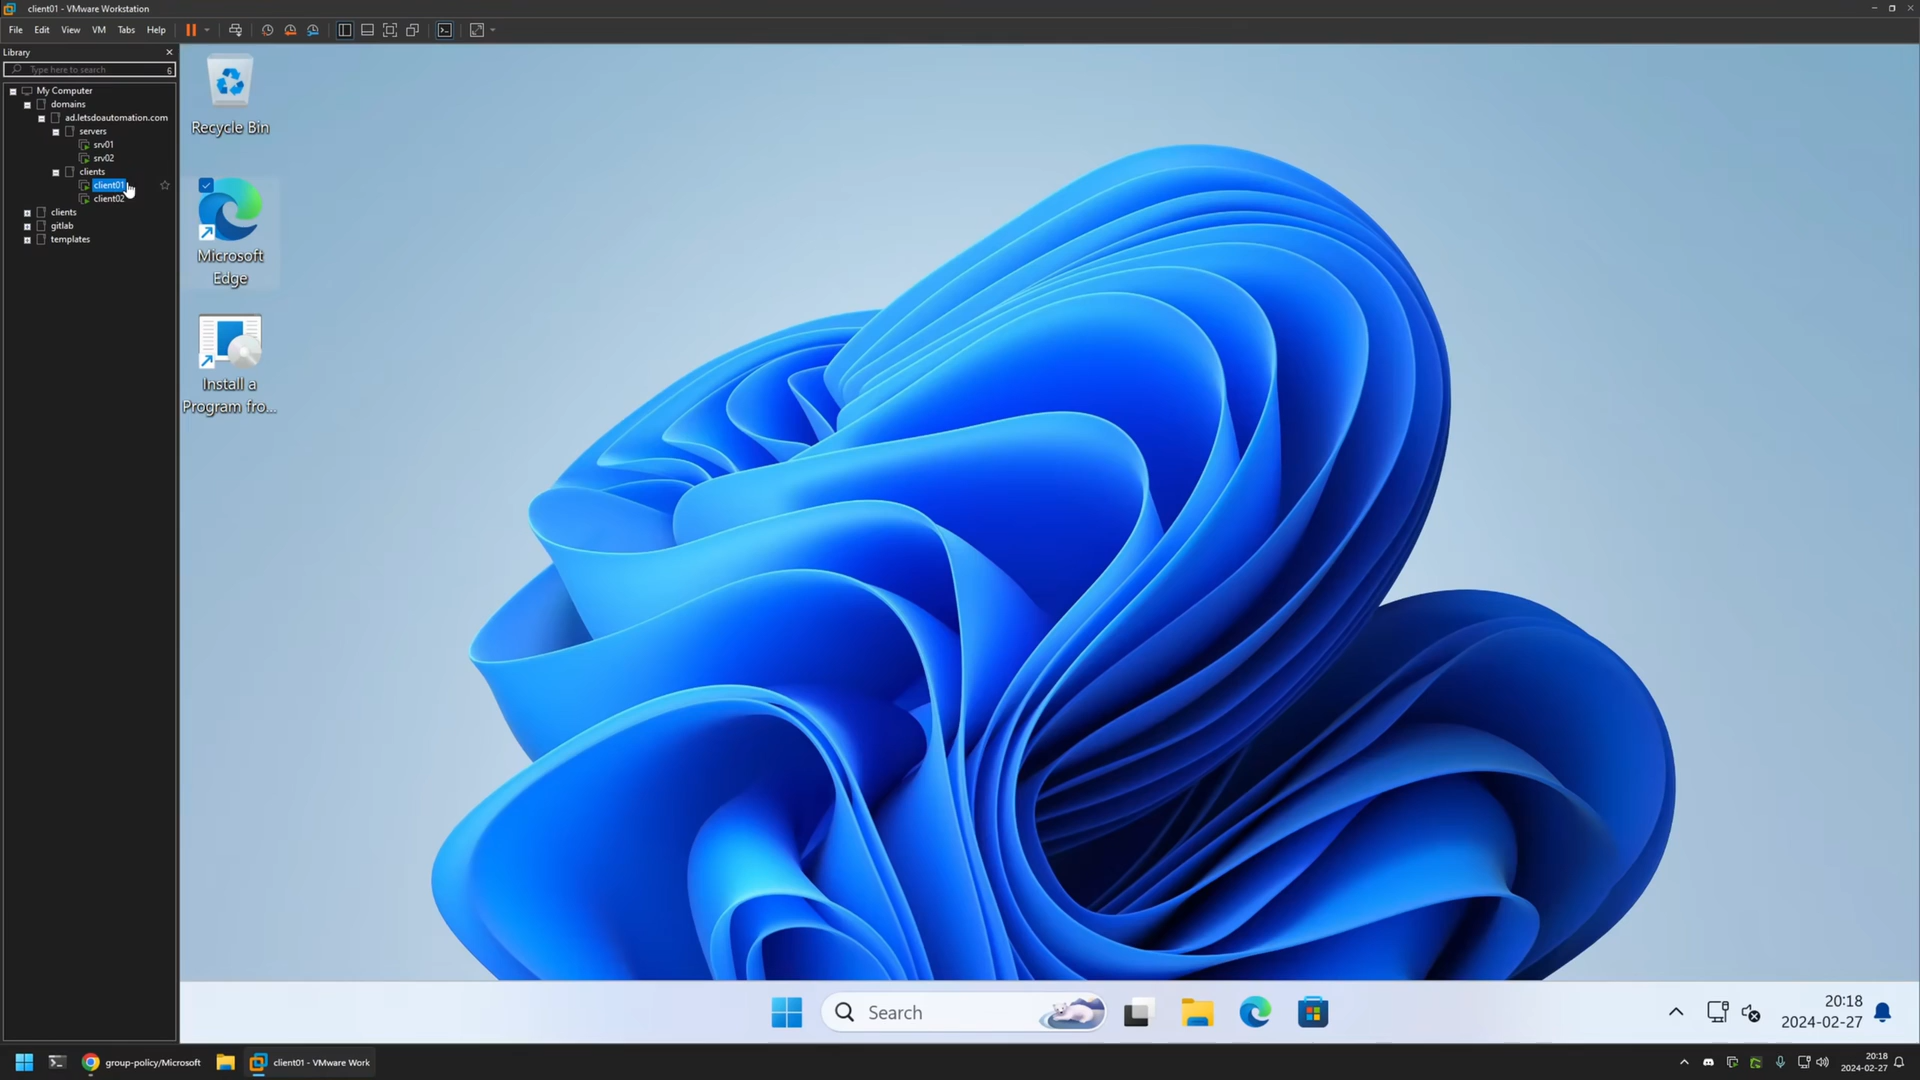 client01 - VMware Workstation
File Edit View VM Tabs Help
Library
Type here to search
6
My Computer
domains
ad.letsdoautomation.com
servers
srv01
srv02
clients
client01
client02
clients
gitlab
templates
Recycle Bin
Microsoft
Edge
Install a
Program fro...
Search
20:18
2024-02-27
group-policy/Microsoft
client01 - VMware Work
20:18
2024-02-27